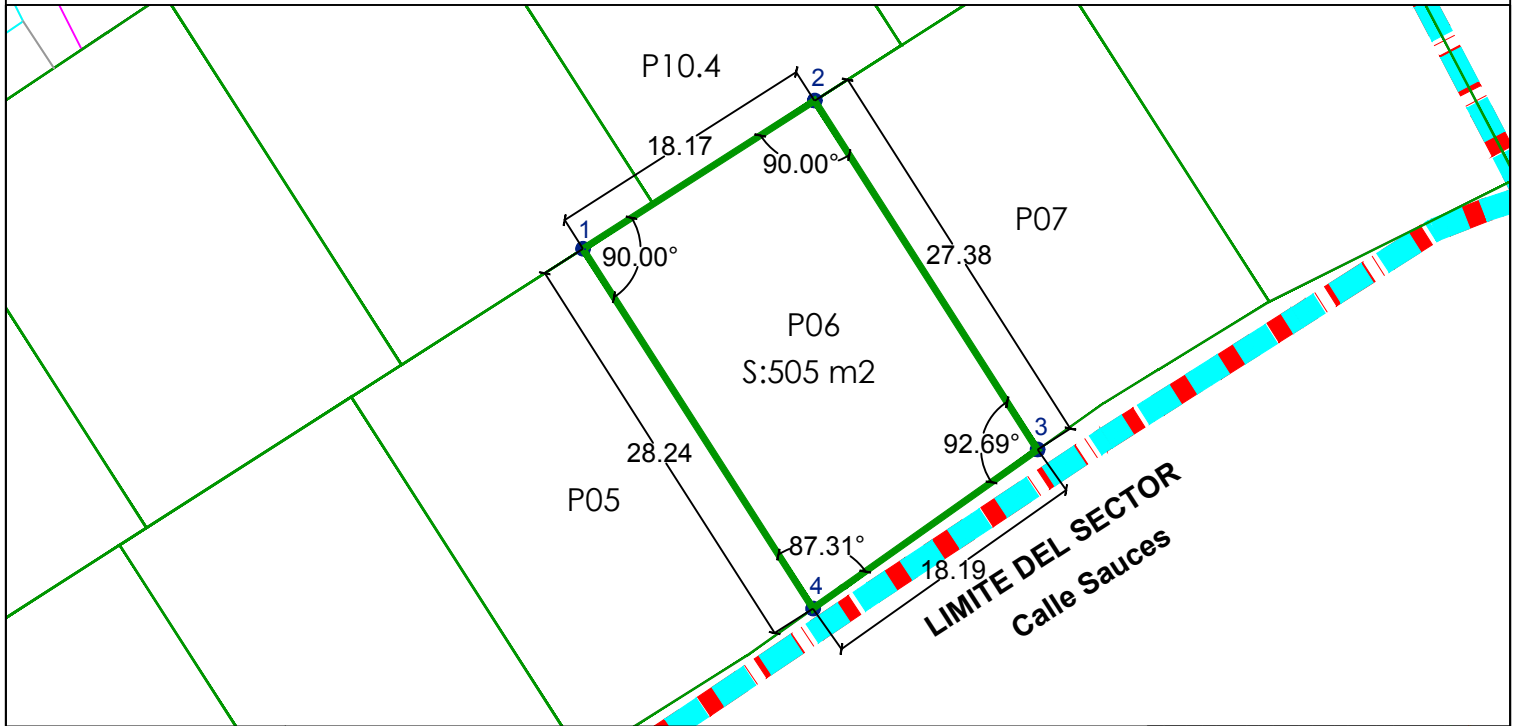 P10.4
2
18.17
90.00°
1
90.00°
P07
27.38
P06
S:505 m2
3
92.69°
28.24
P05
87.31°
4
18.19
LIMITE DEL SECTOR
Calle Sauces